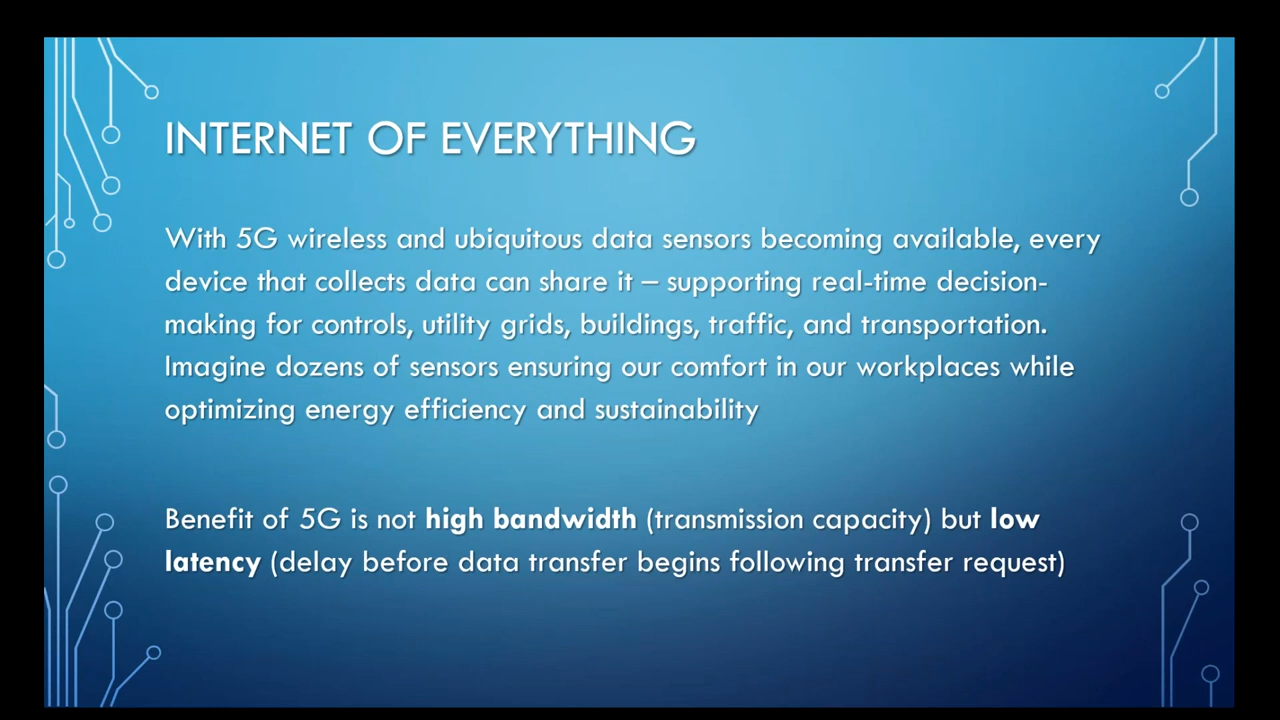 INTERNET OF EVERYTHING
With 5G wireless and ubiquitous data sensors becoming available, every
device that collects data can share it – supporting real-time decision-
making for controls, utility grids, buildings, traffic, and transportation.
Imagine dozens of sensors ensuring our comfort in our workplaces while
optimizing energy efficiency and sustainability
Benefit of 5G is not high bandwidth (transmission capacity) but low
latency (delay before data transfer begins following transfer request)